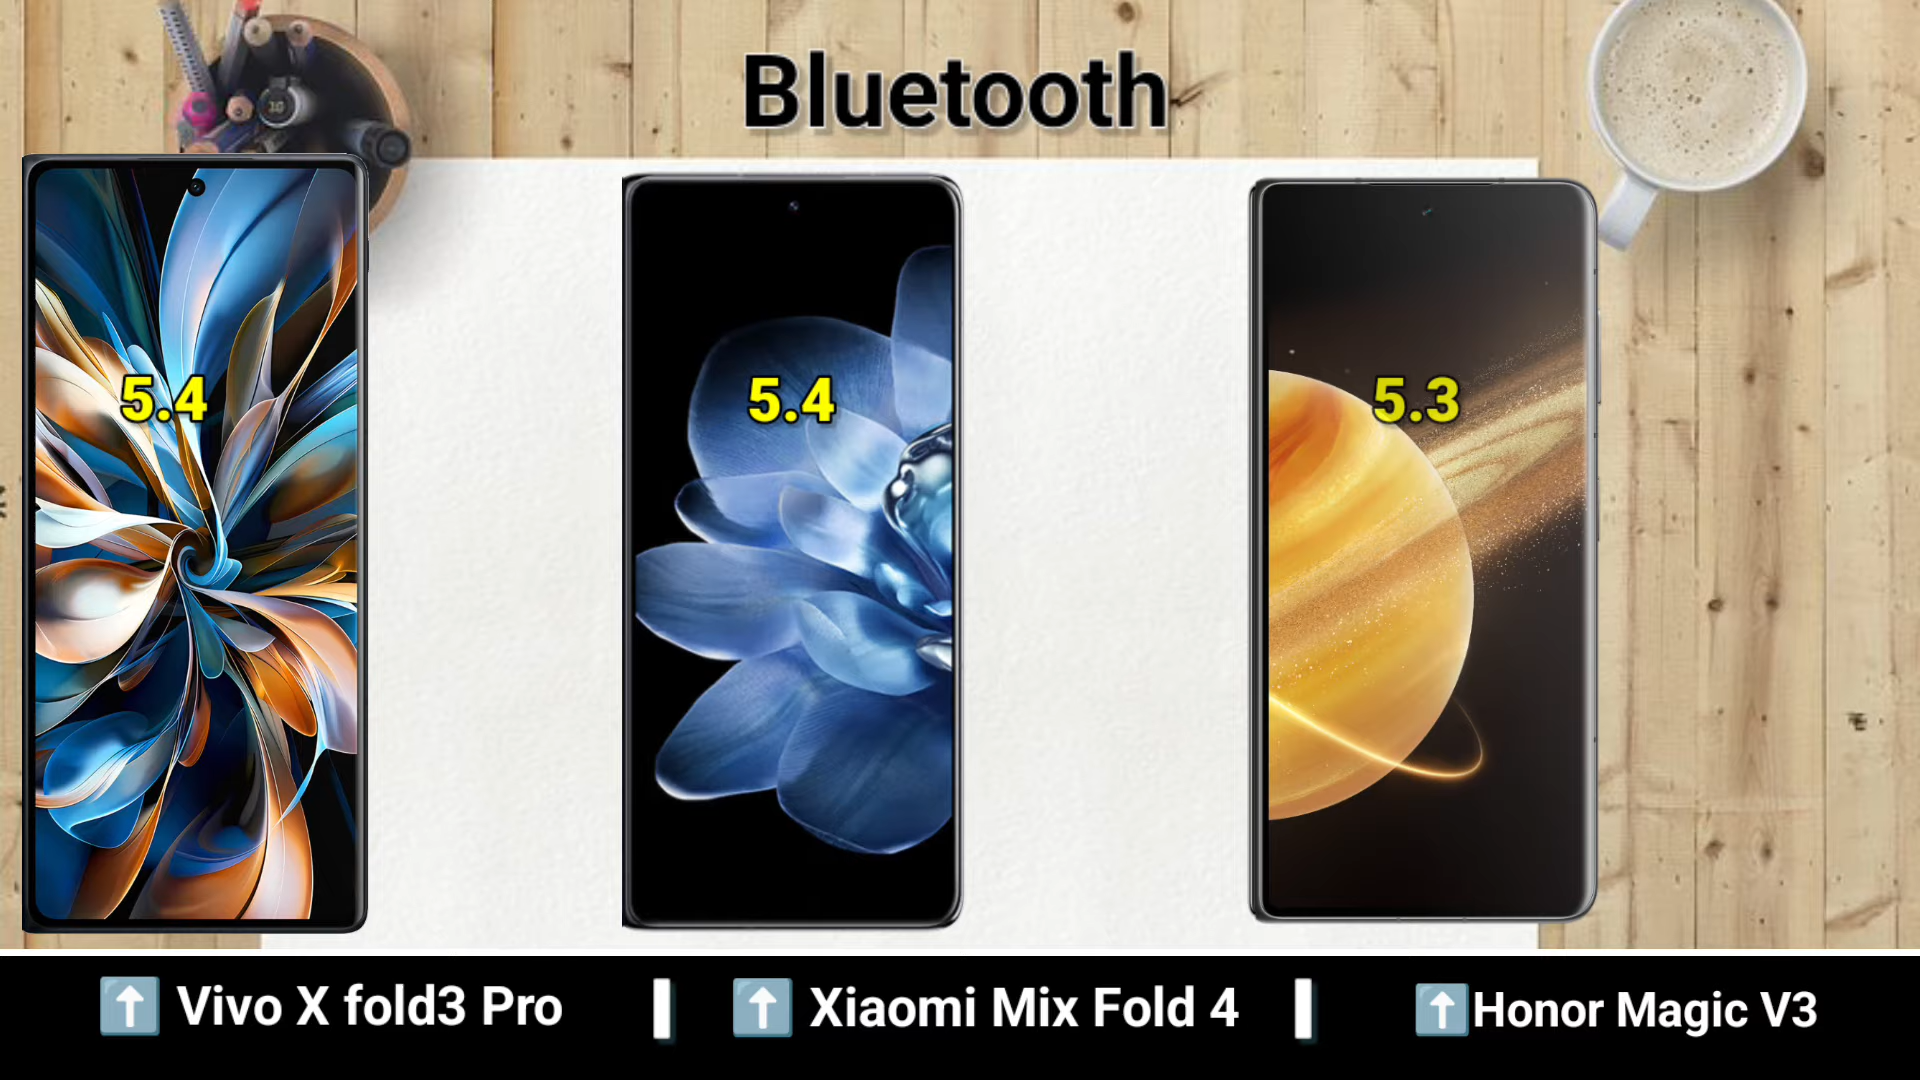 Bluetooth
5.4
5.4
5.3
Vivo X fold3 Pro
Xiaomi Mix Fold 4
Honor Magic V3